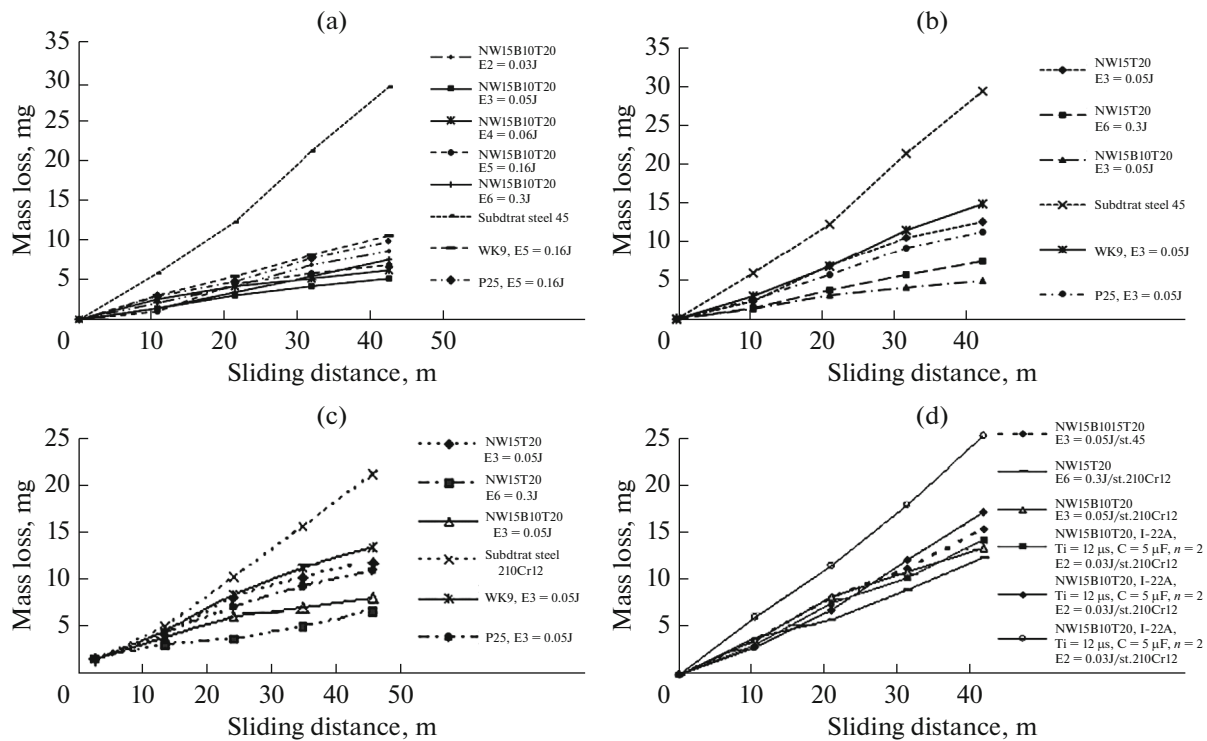 (a)
35
30
25
20
15
10
5
0
10
20
30
40
50
Mass loss, mg
Sliding distance, m
NW15B10T20
E2 = 0.03J
NW15B10T20
E3 = 0.05J
NW15B10T20
E4 = 0.06J
NW15B10T20
E5 = 0.16J
NW15B10T20
E6 = 0.3J
Subdtrat steel 45
WK9, E5 = 0.16J
P25, E5 = 0.16J
(b)
35
30
25
20
15
10
5
0
10
20
30
40
Mass loss, mg
Sliding distance, m
NW15T20
E3 = 0.05J
NW15T20
E6 = 0.3J
NW15B10T20
E3 = 0.05J
Subdtrat steel 45
WK9, E3 = 0.05J
P25, E3 = 0.05J
(c)
25
20
15
10
5
0
10
20
30
40
50
Mass loss, mg
Sliding distance, m
NW15T20
E3 = 0.05J
NW15T20
E6 = 0.3J
NW15B10T20
E3 = 0.05J
Subdtrat steel
210Cr12
WK9, E3 = 0.05J
P25, E3 = 0.05J
(d)
25
20
15
10
5
0
10
20
30
40
Mass loss, mg
Sliding distance, m
NW15B1015T20
E3 = 0.05J/st.45
NW15T20
E6 = 0.3J/st.210Cr12
NW15B10T20
E3 = 0.05J/st.210Cr12
NW15B10T20, I-22A,
Ti = 12 μs, C = 5 μF, n = 2
E2 = 0.03J/st.210Cr12
NW15B10T20, I-22A,
Ti = 12 μs, C = 5 μF, n = 2
E2 = 0.03J/st.210Cr12
NW15B10T20, I-22A,
Ti = 12 μs, C = 5 μF, n = 2
E2 = 0.03J/st.210Cr12